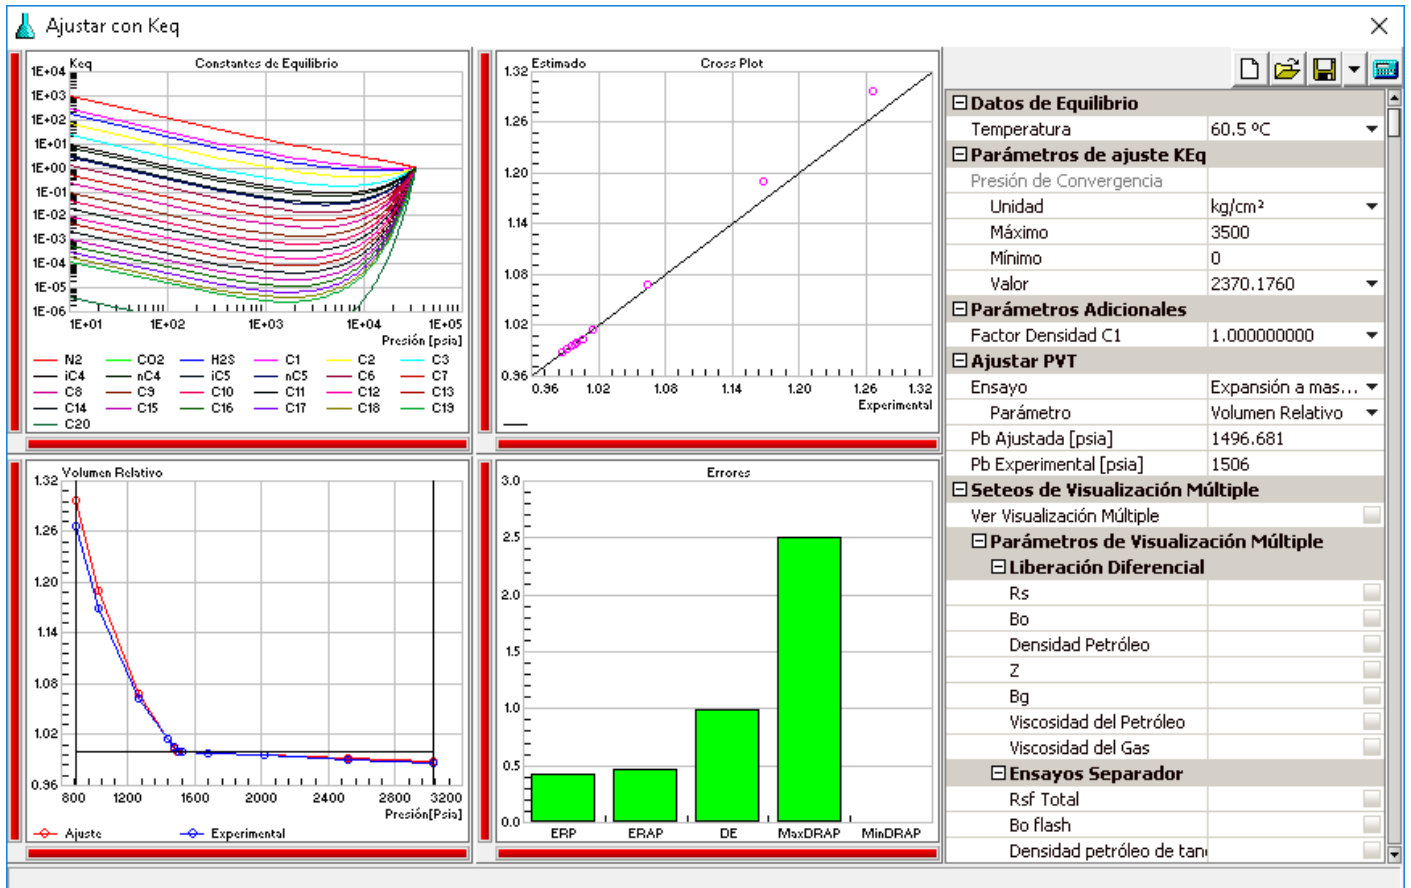 Ajustar con Keq
Keq Constantes de Equilibrio
1E+04
1E+03
1E+02
1E+01
1E+00
1E-01
1E-02
1E-03
1E-04
1E-05
1E-06
1E+01 1E+02 1E+03 1E+04 1E+05
Presión [psia]
N2 CO2 H2S C1 C2 C3
iC4 nC4 iC5 nC5 C6 C7
C8 C9 C10 C11 C12 C13
C14 C15 C16 C17 C18 C19
C20
Estimado Cross Plot
1.32
1.26
1.20
1.14
1.08
1.02
0.96
0.96 1.02 1.08 1.14 1.20 1.26 1.32
Experimental
Volumen Relativo
1.32
1.26
1.20
1.14
1.08
1.02
0.96
800 1200 1600 2000 2400 2800 3200
Presión[Psia]
Ajuste Experimental
Errores
3.0
2.5
2.0
1.5
1.0
0.5
0.0
ERP ERAP DE MaxDRAP MinDRAP
Datos de Equilibrio
Temperatura 60.5 ºC
Parámetros de ajuste KEq
Presión de Convergencia
Unidad kg/cm²
Máximo 3500
Mínimo 0
Valor 2370.1760
Parámetros Adicionales
Factor Densidad C1 1.000000000
Ajustar PVT
Ensayo Expansión a mas...
Parámetro Volumen Relativo
Pb Ajustada [psia] 1496.681
Pb Experimental [psia] 1506
Seteos de Visualización Múltiple
Ver Visualización Múltiple
Parámetros de Visualización Múltiple
Liberación Diferencial
Rs
Bo
Densidad Petróleo
Z
Bg
Viscosidad del Petróleo
Viscosidad del Gas
Ensayos Separador
Rsf Total
Bo flash
Densidad petróleo de tan